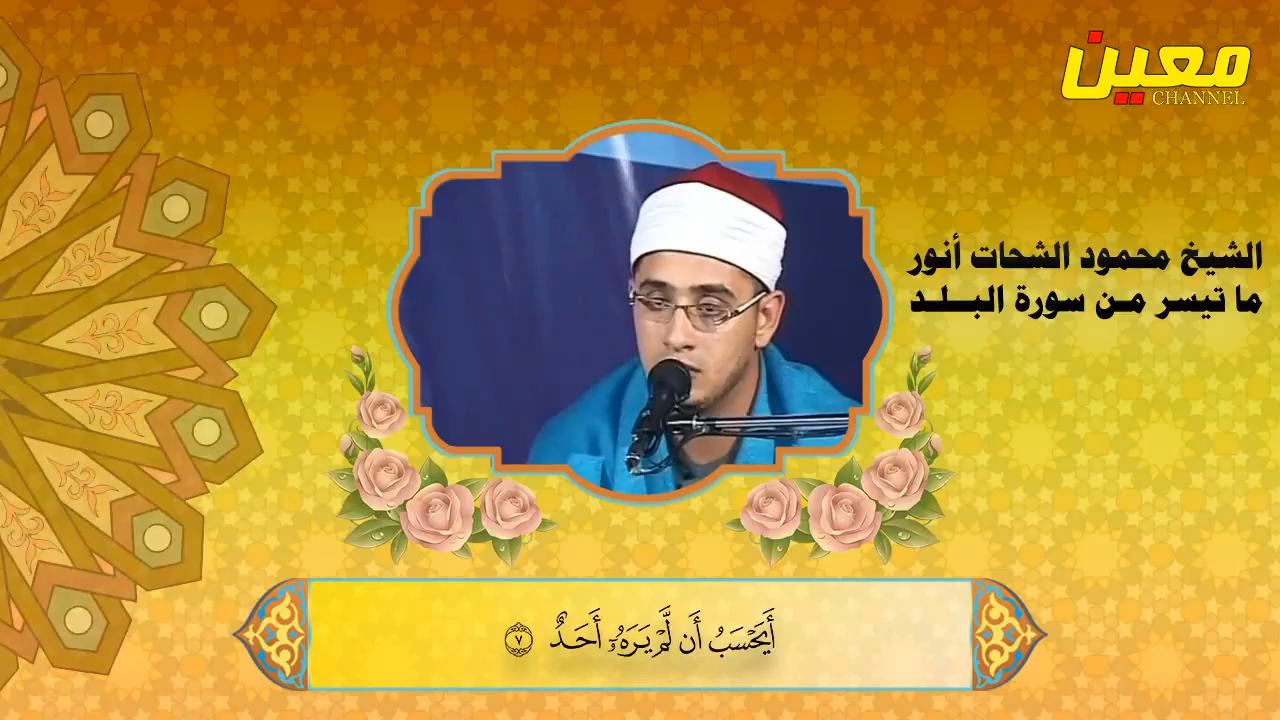 معين
CHANNEL
الشيخ محمود الشحات أنور
ما تيسر من سورة البلد
أَيَحْسَبُ أَن لَّمْ يَرَهُۥٓ أَحَدٌ ٧